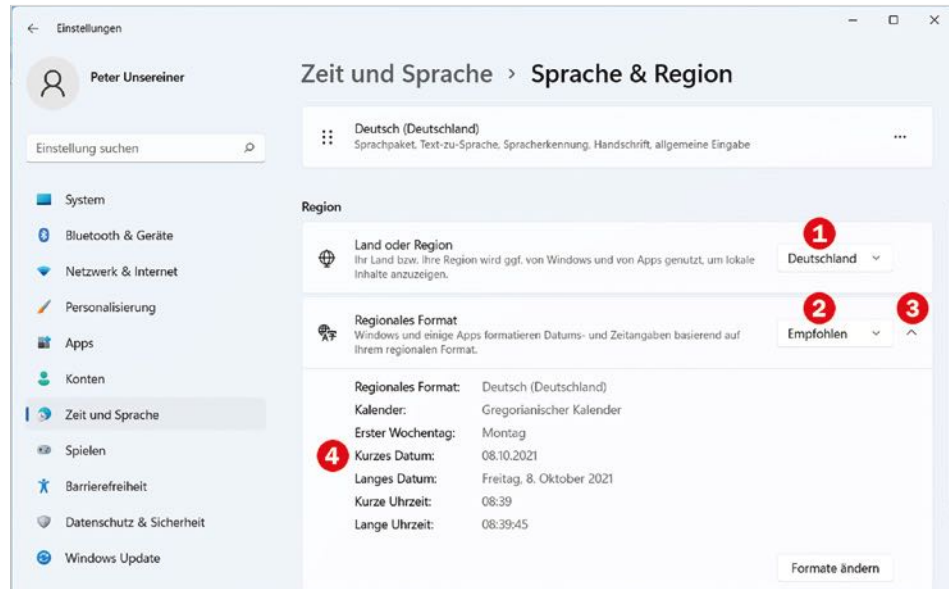 Einstellungen
Peter Unsereiner
Einstellung suchen
System
Bluetooth & Geräte
Netzwerk & Internet
Personalisierung
Apps
Konten
Zeit und Sprache
Spielen
Barrierefreiheit
Datenschutz & Sicherheit
Windows Update
Zeit und Sprache › Sprache & Region
Deutsch (Deutschland)
Sprachpaket, Text-zu-Sprache, Spracherkennung, Handschrift, allgemeine Eingabe
Region
1
Land oder Region
Ihr Land bzw. Ihre Region wird ggf. von Windows und von Apps genutzt, um lokale
Inhalte anzuzeigen.
Deutschland
2
3
Regionales Format
Windows und einige Apps formatieren Datums- und Zeitangaben basierend auf
Ihrem regionalen Format.
Empfohlen
Regionales Format: Deutsch (Deutschland)
Kalender: Gregorianischer Kalender
Erster Wochentag: Montag
4 Kurzes Datum: 08.10.2021
Langes Datum: Freitag, 8. Oktober 2021
Kurze Uhrzeit: 08:39
Lange Uhrzeit: 08:39:45
Formate ändern